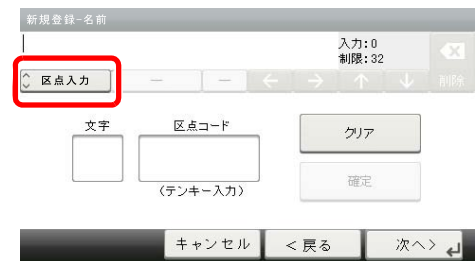 新規登録-名前
入力:0
制限:32
区点入力 － － ← → ↑ ↓ 削除
文字 区点コード クリア
(テンキー入力) 確定
キャンセル <戻る 次へ> ↵